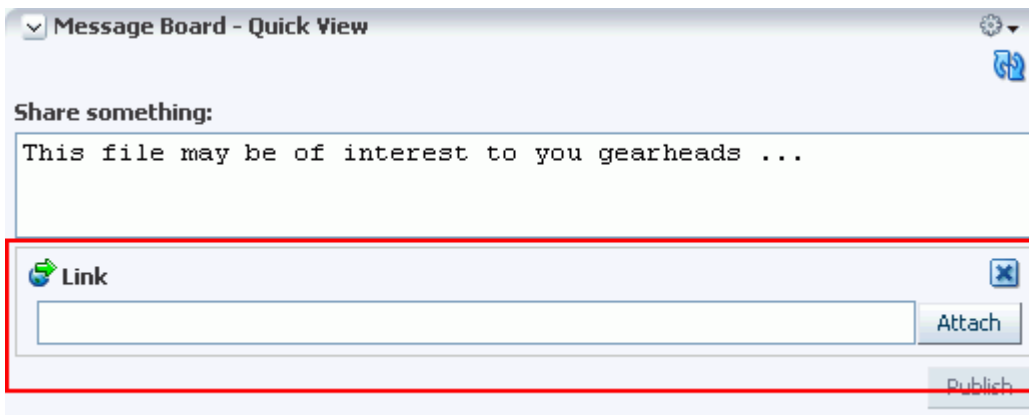 Message Board - Quick View
Share something:
This file may be of interest to you gearheads ...
Link
Attach
Publish